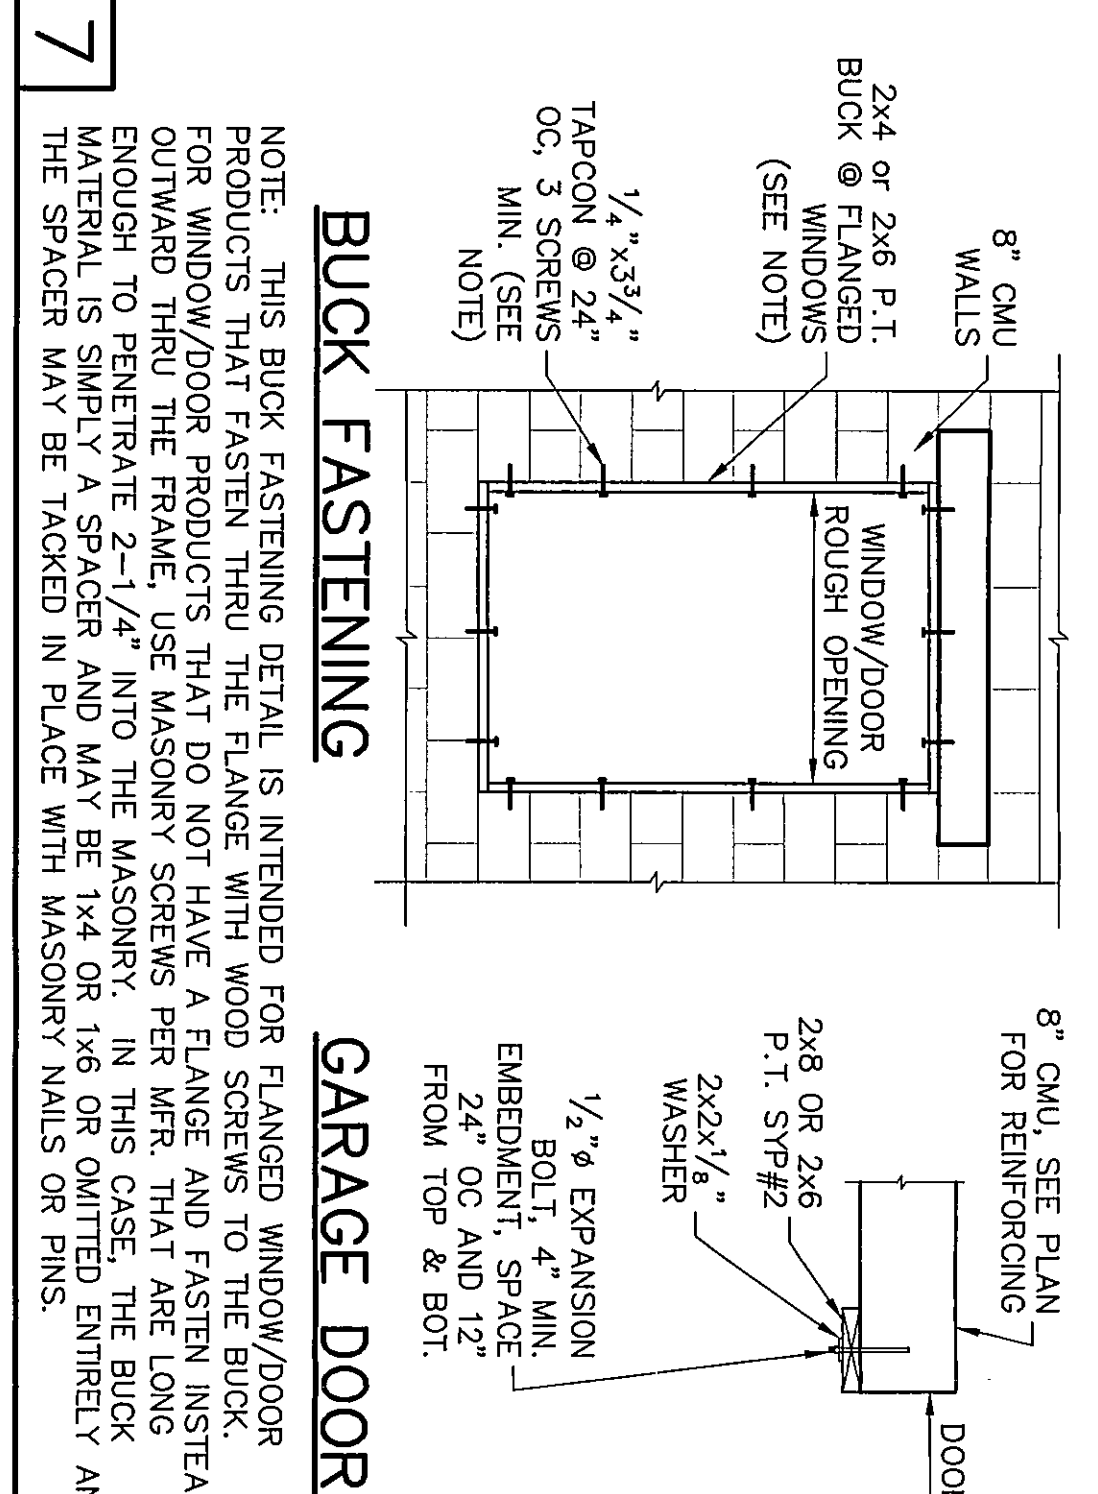 8" CMU
WALLS
2x4 or 2x6 P.T.
BUCK @ FLANGED
WINDOWS
(SEE NOTE)
1/4"x3 3/4"
TAPCON @ 24"
OC, 3 SCREWS
MIN. (SEE
NOTE)
WINDOW/DOOR
ROUGH OPENING
BUCK FASTENING
8" CMU, SEE PLAN
FOR REINFORCING
2x8 OR 2x6
P.T. SYP#2
2x2x1/8"
WASHER
1/2"ø EXPANSION
BOLT, 4" MIN.
EMBEDMENT, SPACE
24" OC AND 12"
FROM TOP & BOT.
GARAGE DOOR
NOTE: THIS BUCK FASTENING DETAIL IS INTENDED FOR FLANGED WINDOW/DOOR
PRODUCTS THAT FASTEN THRU THE FLANGE WITH WOOD SCREWS TO THE BUCK.
FOR WINDOW/DOOR PRODUCTS THAT DO NOT HAVE A FLANGE AND FASTEN
OUTWARD THRU THE FRAME, USE MASONRY SCREWS PER MFR. THAT ARE LONG
ENOUGH TO PENETRATE 2-1/4" INTO THE MASONRY. IN THIS CASE, THE BUCK
MATERIAL IS SIMPLY A SPACER AND MAY BE 1x4 OR 1x6 OR OMITTED ENTIRELY
THE SPACER MAY BE TACKED IN PLACE WITH MASONRY NAILS OR PINS.
7